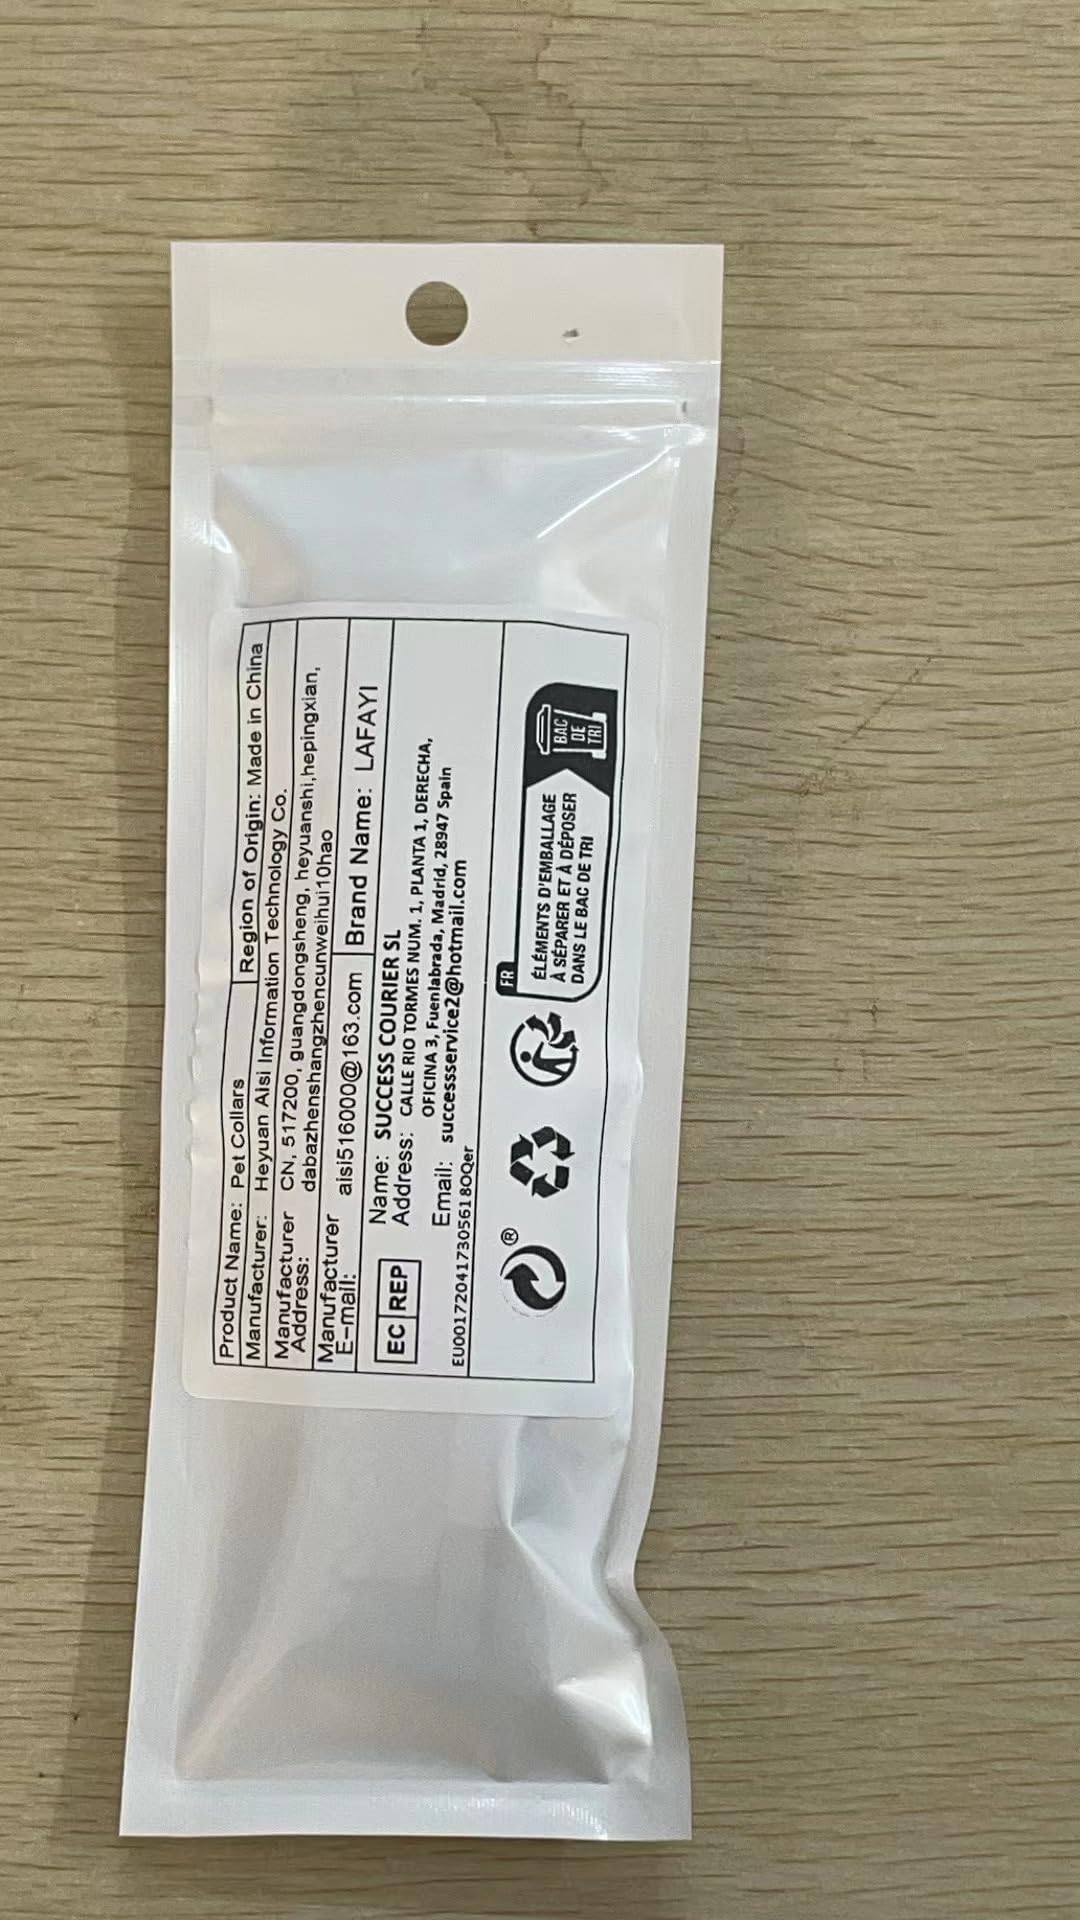 Product Name: Pet Collars Region of Origin: Made in China
Manufacturer: Heyuan Aisi Information Technology Co.
Manufacturer Address: CN, 517200, guangdongsheng, heyuanshi,hepingxian,
dabazhenshangzhencunweihui10hao
Manufacturer E-mail: aisi516000@163.com Brand Name: LAFAYI
EC REP
Name: SUCCESS COURIER SL
Address: CALLE RIO TORMES NUM. 1, PLANTA 1, DERECHA,
OFICINA 3, Fuenlabrada, Madrid, 28947 Spain
Email: successservice2@hotmail.com
EU0017204173056180Qer
®
FR
ÉLÉMENTS D'EMBALLAGE
À SÉPARER ET À DÉPOSER
DANS LE BAC DE TRI
BAC
DE
TRI